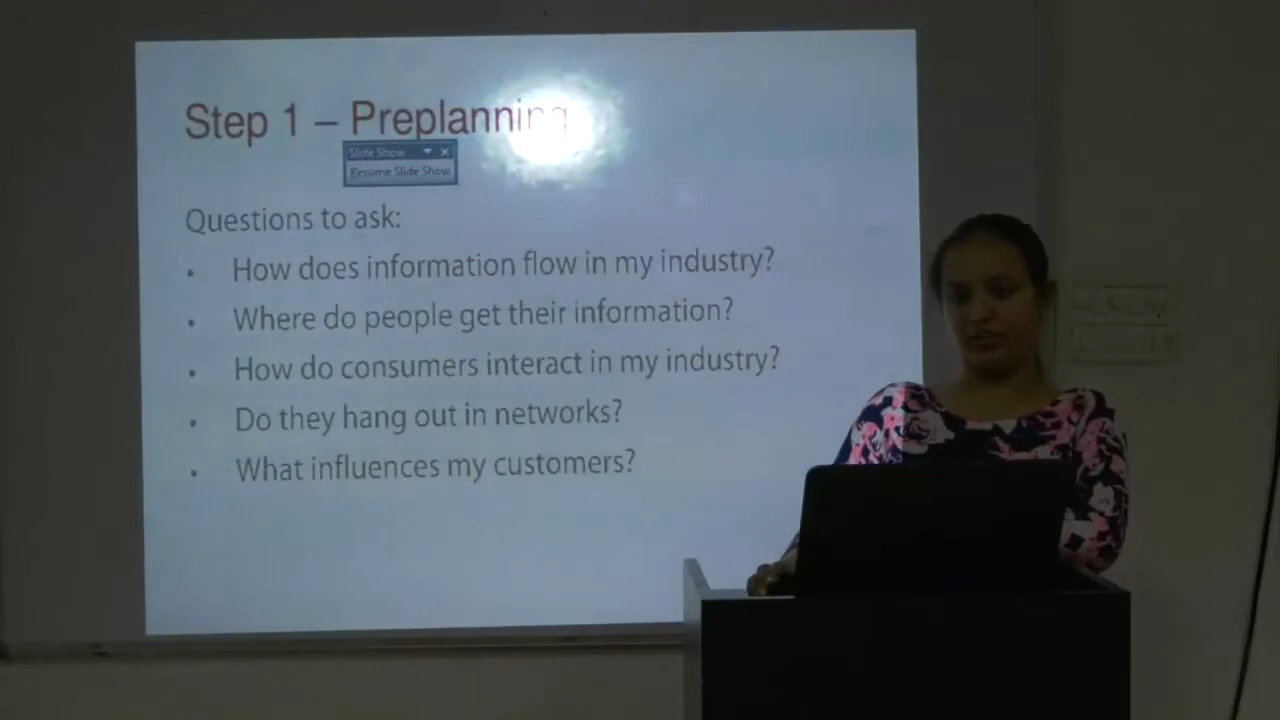 Step 1 – Preplanning
Slide Show
Resume Slide Show
Questions to ask:
• How does information flow in my industry?
• Where do people get their information?
• How do consumers interact in my industry?
• Do they hang out in networks?
• What influences my customers?